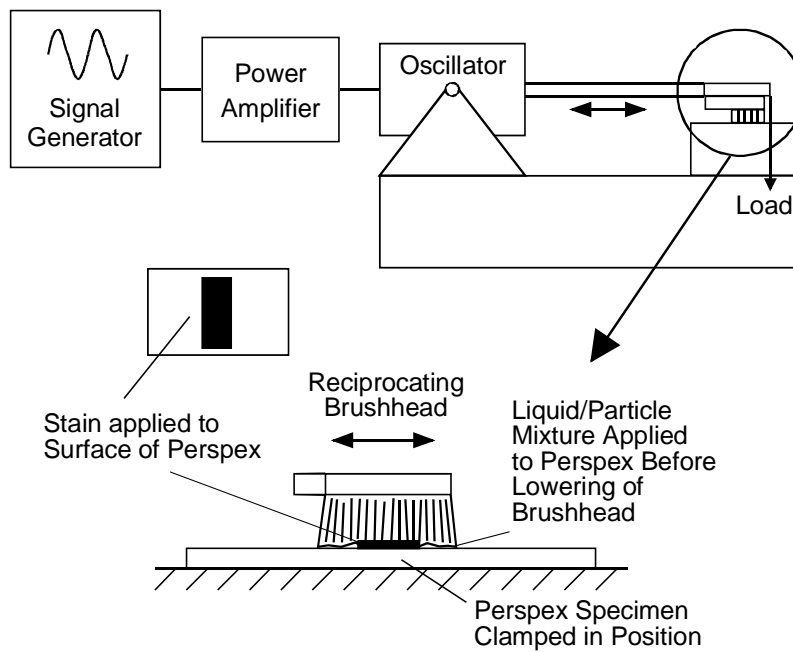 Signal
Generator
Power
Amplifier
Oscillator
Load
Stain applied to
Surface of Perspex
Reciprocating
Brushhead
Liquid/Particle
Mixture Applied
to Perspex Before
Lowering of
Brushhead
Perspex Specimen
Clamped in Position